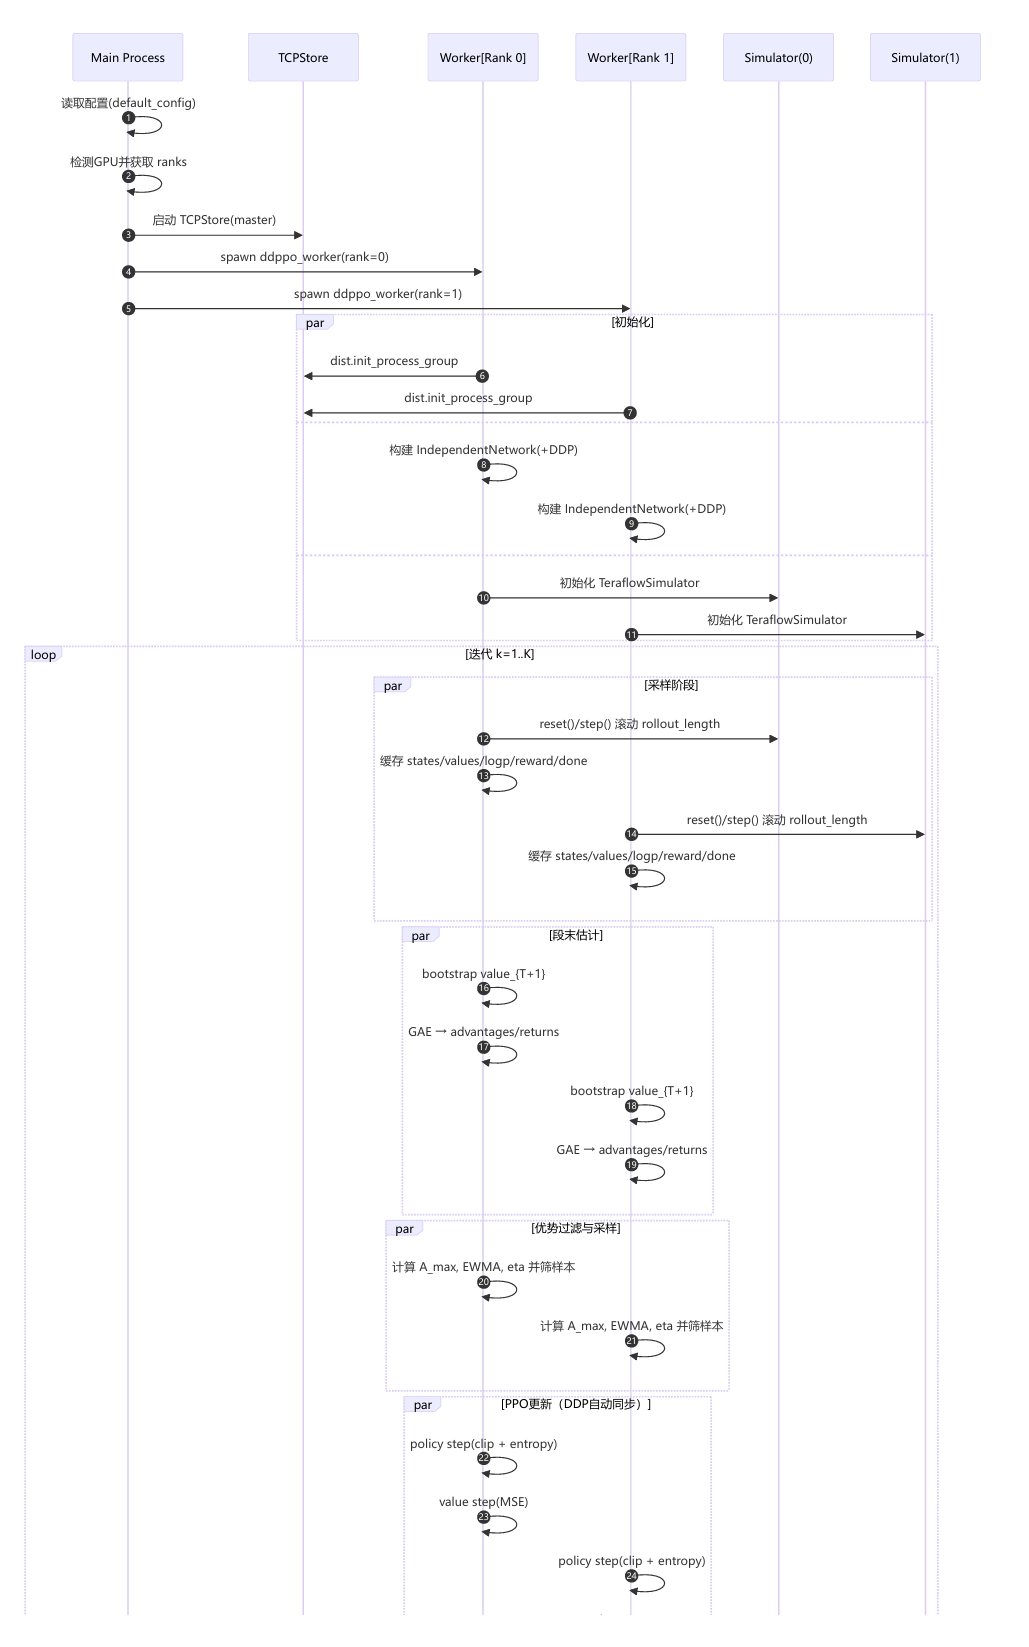 Main Process
TCPStore
Worker[Rank 0]
Worker[Rank 1]
Simulator(0)
Simulator(1)
读取配置(default_config)
1
检测GPU并获取 ranks
2
启动 TCPStore(master)
3
spawn ddppo_worker(rank=0)
4
spawn ddppo_worker(rank=1)
5
par
[初始化]
dist.init_process_group
6
dist.init_process_group
7
构建 IndependentNetwork(+DDP)
8
构建 IndependentNetwork(+DDP)
9
初始化 TeraflowSimulator
10
初始化 TeraflowSimulator
11
loop
[迭代 k=1..K]
par
[采样阶段]
reset()/step() 滚动 rollout_length
12
缓存 states/values/logp/reward/done
13
reset()/step() 滚动 rollout_length
14
缓存 states/values/logp/reward/done
15
par
[段末估计]
bootstrap value_{T+1}
16
GAE → advantages/returns
17
bootstrap value_{T+1}
18
GAE → advantages/returns
19
par
[优势过滤与采样]
计算 A_max, EWMA, eta 并筛样本
20
计算 A_max, EWMA, eta 并筛样本
21
par
[PPO更新（DDP自动同步）]
policy step(clip + entropy)
22
value step(MSE)
23
policy step(clip + entropy)
24